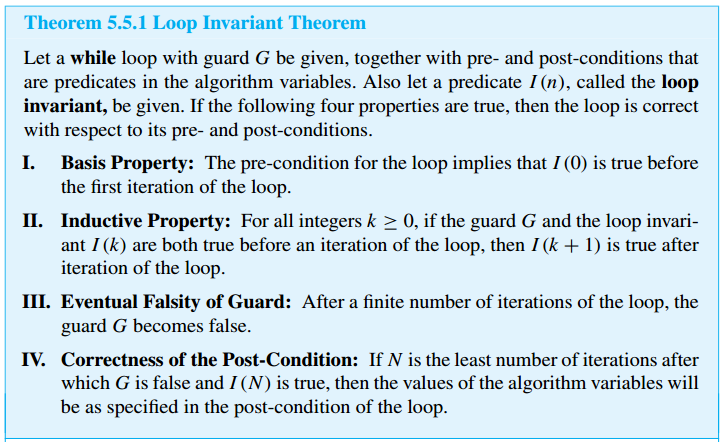 Theorem 5.5.1 Loop Invariant Theorem
Let a while loop with guard G be given, together with pre- and post-conditions that
are predicates in the algorithm variables. Also let a predicate I (n), called the loop
invariant, be given. If the following four properties are true, then the loop is correct
with respect to its pre- and post-conditions.
I. Basis Property: The pre-condition for the loop implies that I (0) is true before
the first iteration of the loop.
II. Inductive Property: For all integers k ≥ 0, if the guard G and the loop invari-
ant I (k) are both true before an iteration of the loop, then I (k + 1) is true after
iteration of the loop.
III. Eventual Falsity of Guard: After a finite number of iterations of the loop, the
guard G becomes false.
IV. Correctness of the Post-Condition: If N is the least number of iterations after
which G is false and I (N) is true, then the values of the algorithm variables will
be as specified in the post-condition of the loop.